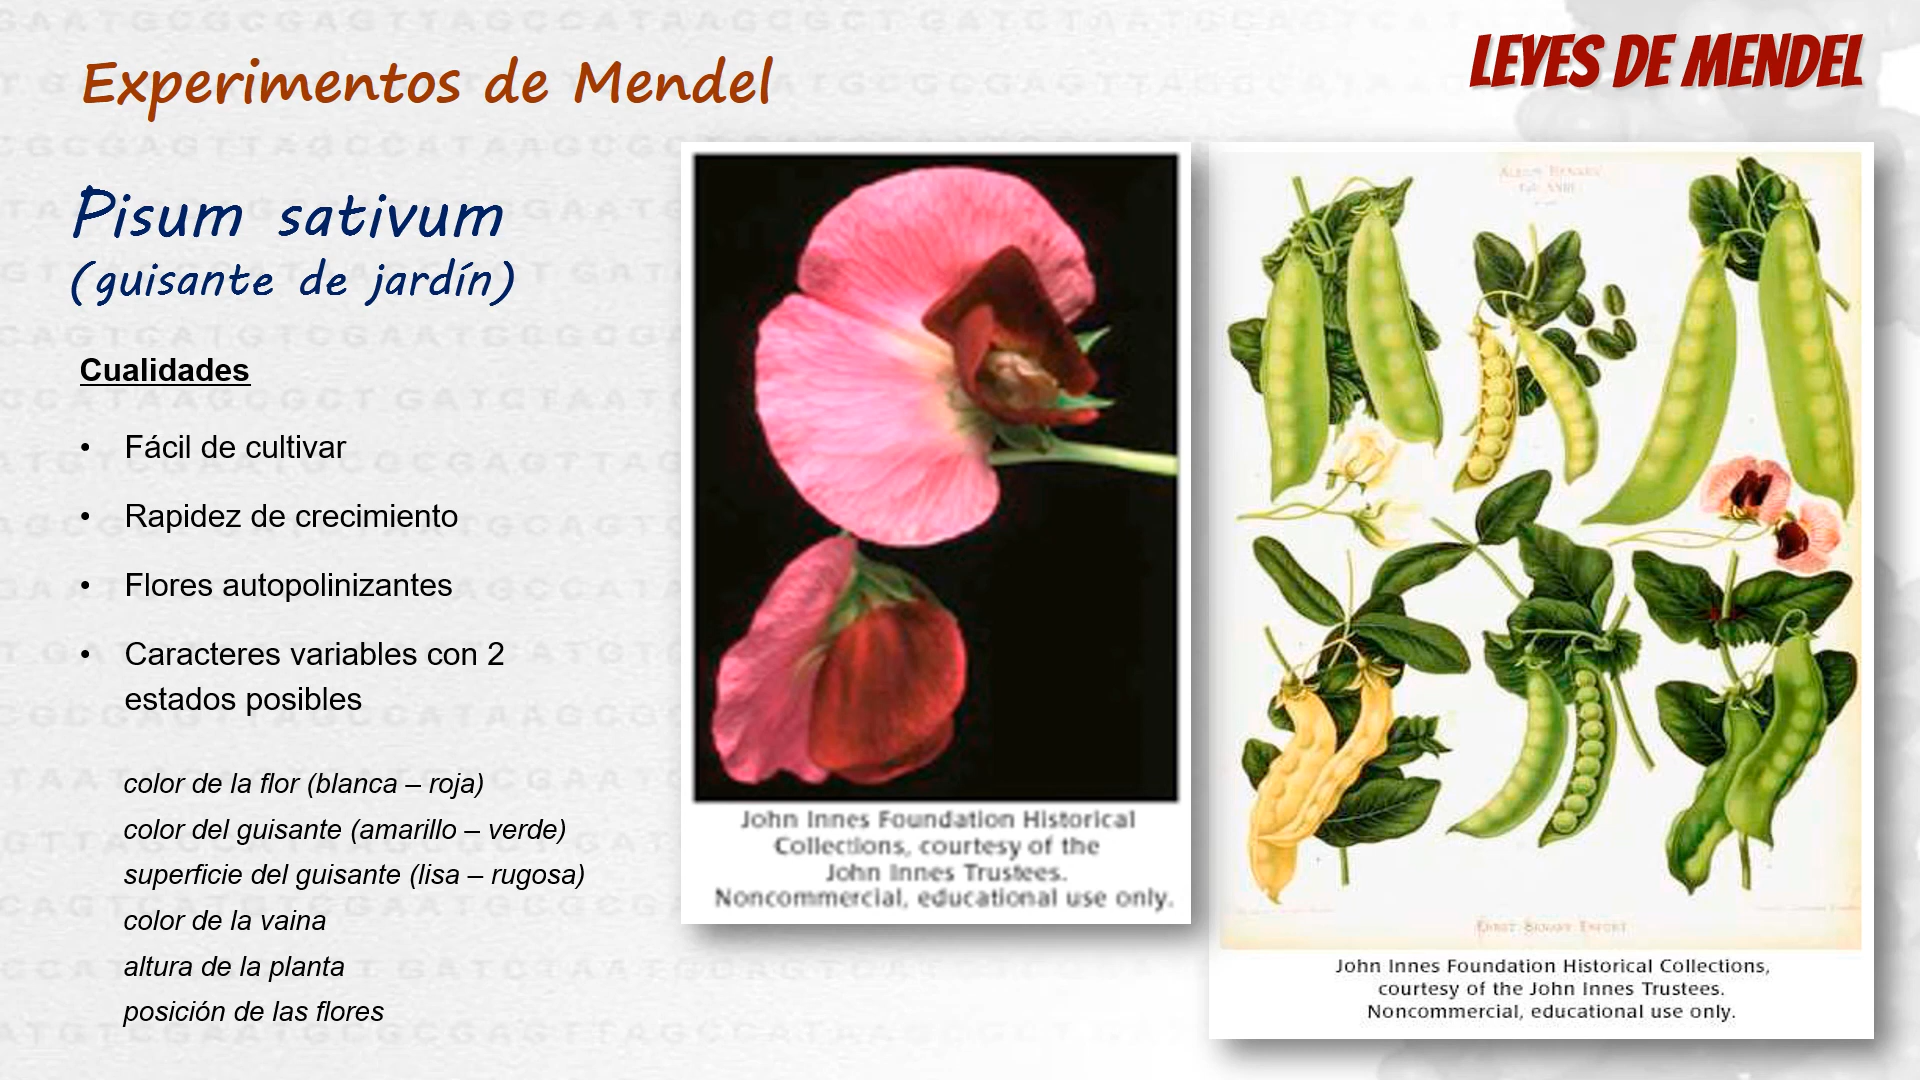 Experimentos de Mendel
LEYES DE MENDEL
Pisum sativum
(guisante de jardín)
Cualidades
• Fácil de cultivar
• Rapidez de crecimiento
• Flores autopolinizantes
• Caracteres variables con 2
estados posibles
color de la flor (blanca – roja)
color del guisante (amarillo – verde)
superficie del guisante (lisa – rugosa)
color de la vaina
altura de la planta
posición de las flores
John Innes Foundation Historical
Collections, courtesy of the
John Innes Trustees.
Noncommercial, educational use only.
Ernst Benary Erfurt
John Innes Foundation Historical Collections,
courtesy of the John Innes Trustees.
Noncommercial, educational use only.